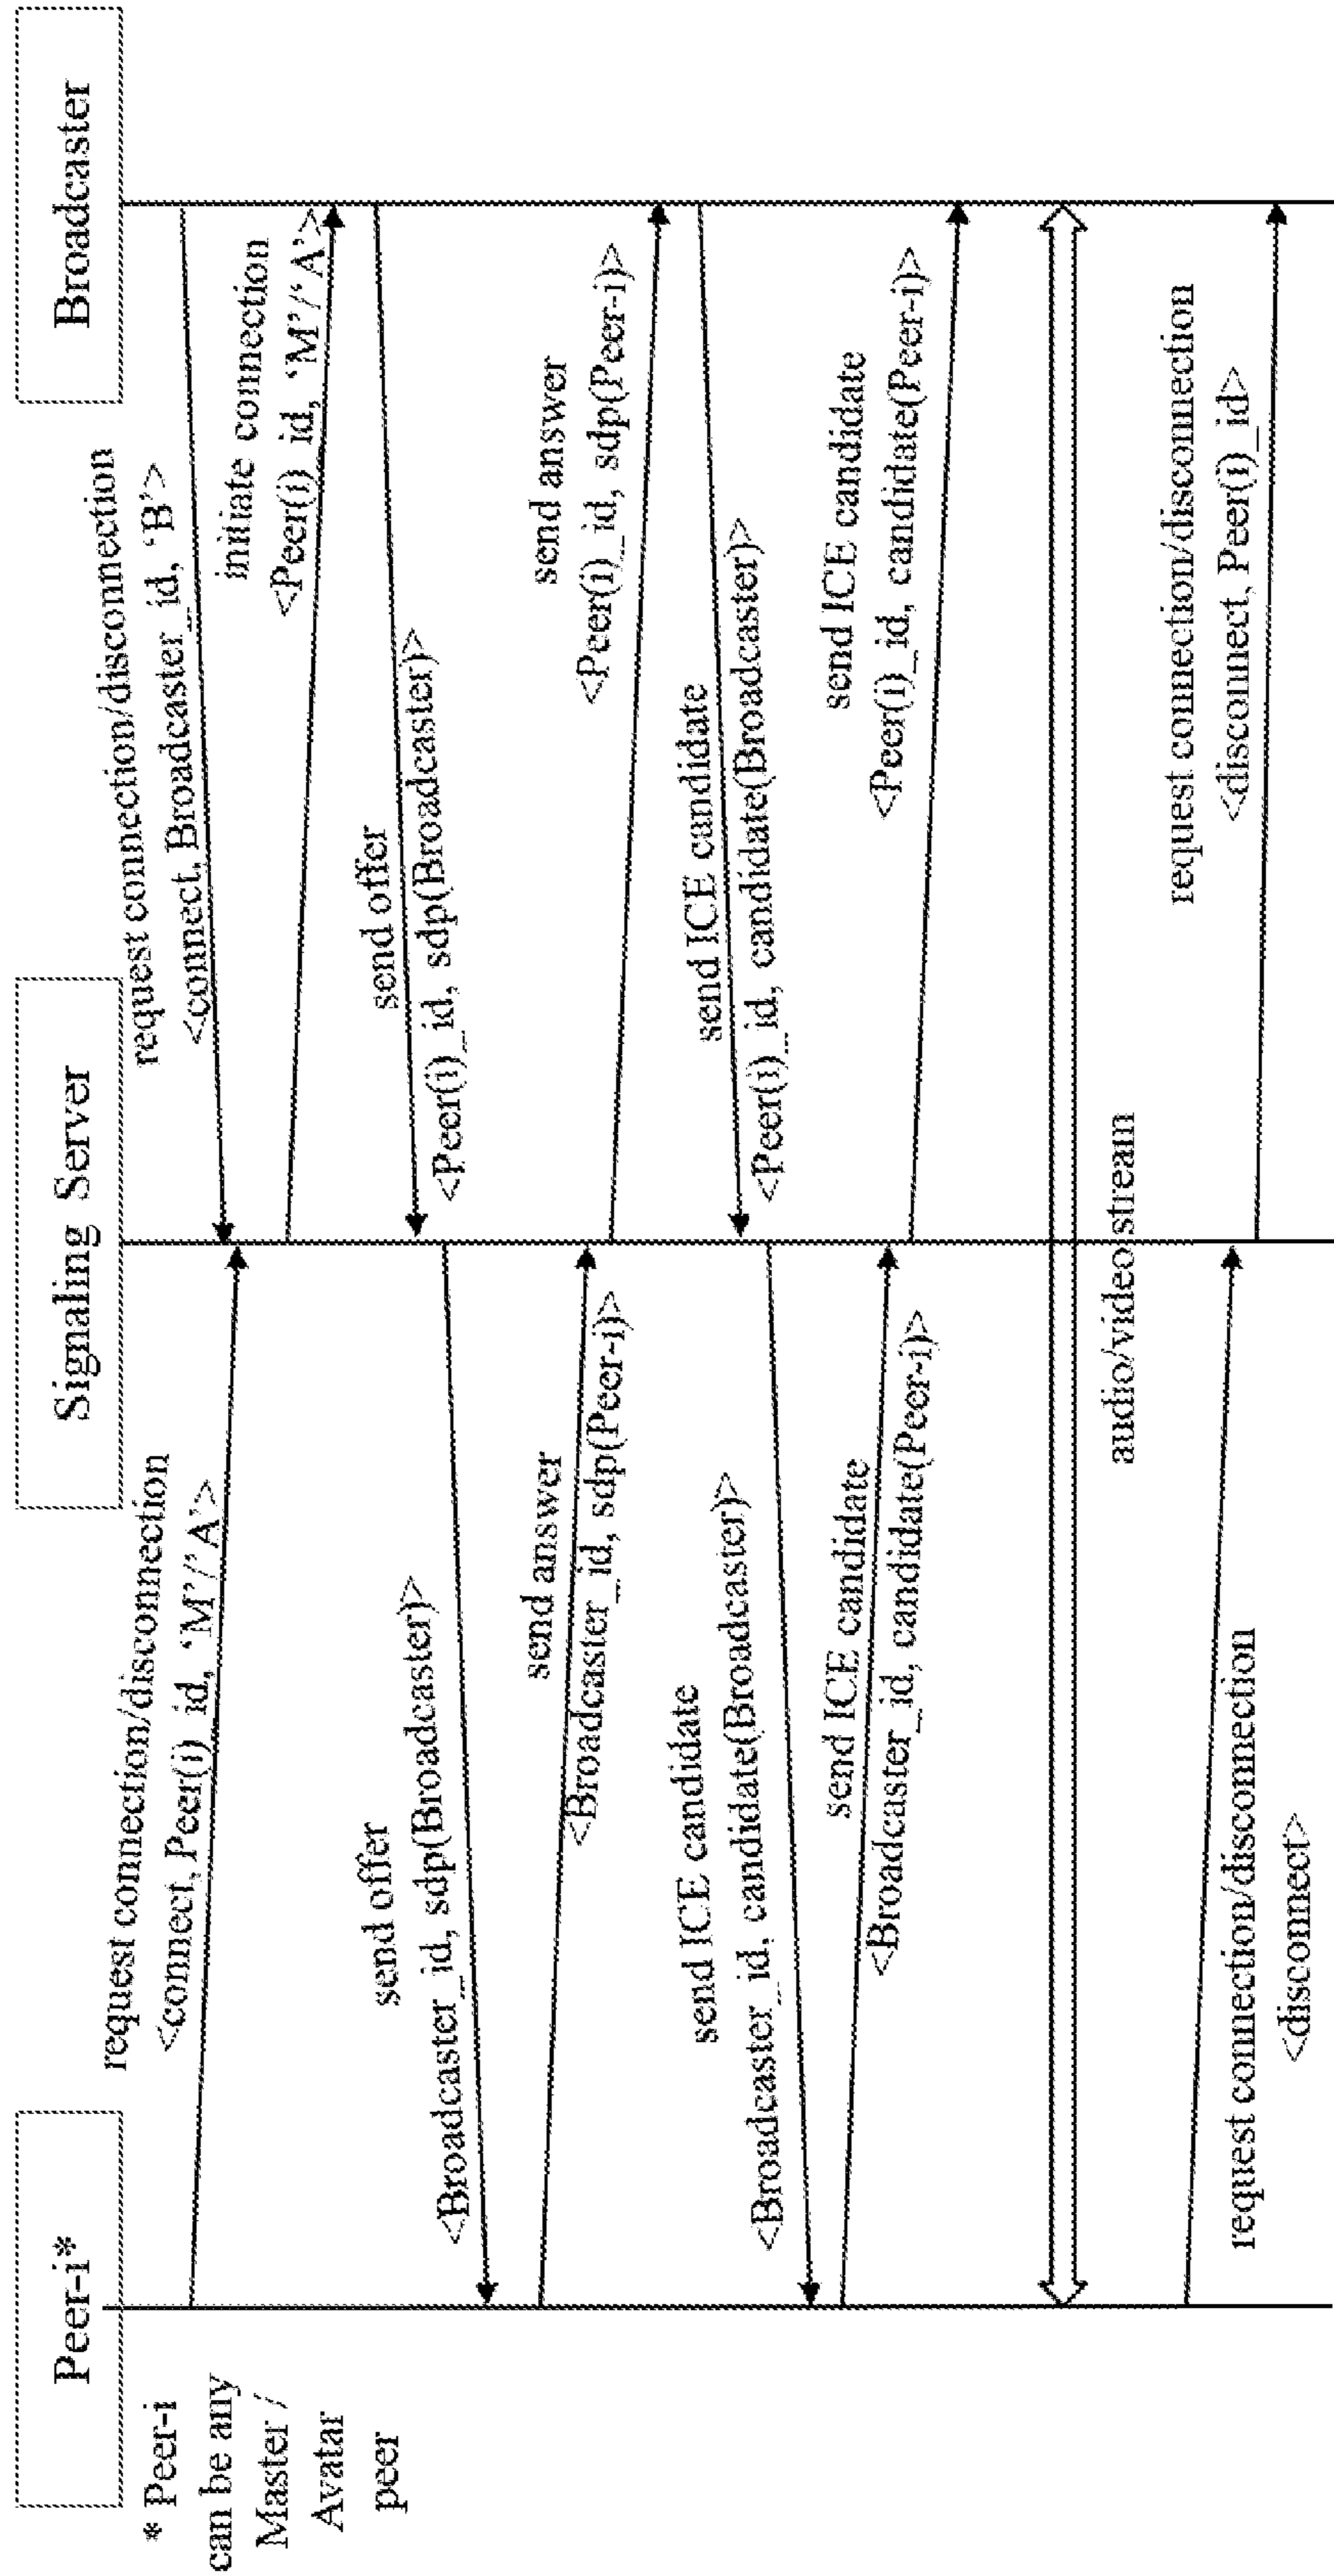 Peer-i*
Signaling Server
Broadcaster
* Peer-i
can be any
Master /
Avatar
peer
request connection/disconnection
<connect, Peer(i)_id, ‘M’/’A’>
request connection/disconnection
<connect, Broadcaster_id, ‘B’>
initiate connection
<Peer(i)_id, ‘M’/‘A’>
send offer
<Peer(i)_id, sdp(Broadcaster)>
send offer
<Broadcaster_id, sdp(Broadcaster)>
send answer
<Broadcaster_id, sdp(Peer-i)>
send answer
<Peer(i)_id, sdp(Peer-i)>
send ICE candidate
<Peer(i)_id, candidate(Broadcaster)>
send ICE candidate
<Broadcaster_id, candidate(Broadcaster)>
send ICE candidate
<Broadcaster_id, candidate(Peer-i)>
send ICE candidate
<Peer(i)_id, candidate(Peer-i)>
audio/video stream
request connection/disconnection
<disconnect>
request connection/disconnection
<disconnect, Peer(i)_id>